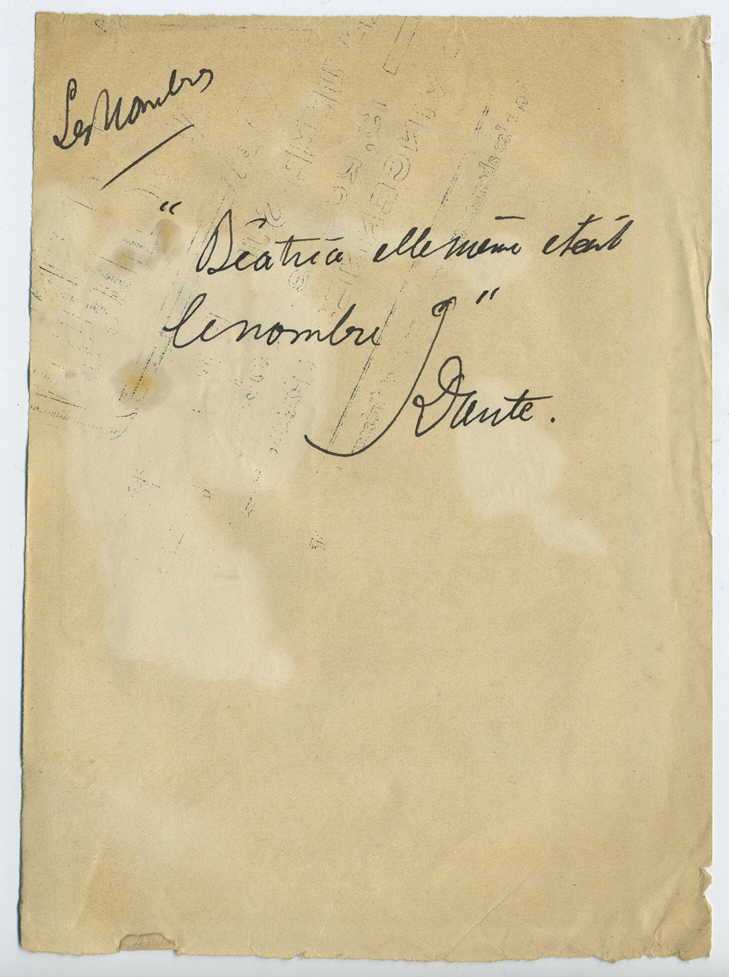 Les Nombres
" Béatrice elle même était
le nombre 9 "
Dante.